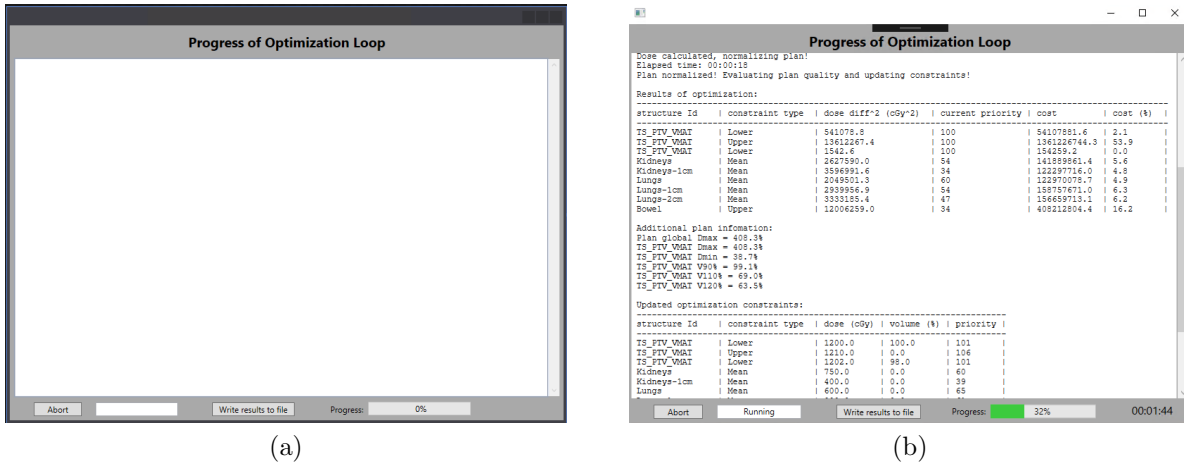 Progress of Optimization Loop
Abort
Write results to file
Progress:
0%
(a)
Progress of Optimization Loop
Dose calculated, normalizing plan!
Elapsed time: 00:00:18
Plan normalized! Evaluating plan quality and updating constraints!
Results of optimization:
structure Id | constraint type | dose diff^2 (cGy^2) | current priority | cost | cost (%) |
TS_PTV_VMAT | Lower | 541078.8 | 100 | 54107881.6 | 2.1 |
TS_PTV_VMAT | Upper | 13612267.4 | 100 | 1361226744.3 | 53.9 |
TS_PTV_VMAT | Lower | 1542.6 | 100 | 154259.2 | 0.0 |
Kidneys | Mean | 2627590.0 | 54 | 141889861.4 | 5.6 |
Kidneys-1cm | Mean | 3596991.6 | 34 | 122297716.0 | 4.8 |
Lungs | Mean | 2049501.3 | 60 | 122970078.7 | 4.9 |
Lungs-1cm | Mean | 2939956.9 | 54 | 158757671.0 | 6.3 |
Lungs-2cm | Mean | 3333185.4 | 47 | 156659713.1 | 6.2 |
Bowel | Upper | 12006259.0 | 34 | 408212804.4 | 16.2 |
Additional plan infomation:
Plan global Dmax = 408.3%
TS_PTV_VMAT Dmax = 408.3%
TS_PTV_VMAT Dmin = 38.7%
TS_PTV_VMAT V90% = 99.1%
TS_PTV_VMAT V110% = 69.0%
TS_PTV_VMAT V120% = 63.5%
Updated optimization constraints:
structure Id | constraint type | dose (cGy) | volume (%) | priority |
TS_PTV_VMAT | Lower | 1200.0 | 100.0 | 101 |
TS_PTV_VMAT | Upper | 1210.0 | 0.0 | 106 |
TS_PTV_VMAT | Lower | 1202.0 | 98.0 | 101 |
Kidneys | Mean | 750.0 | 0.0 | 60 |
Kidneys-1cm | Mean | 400.0 | 0.0 | 39 |
Lungs | Mean | 600.0 | 0.0 | 65 |
Abort
Running
Write results to file
Progress:
32%
00:01:44
(b)